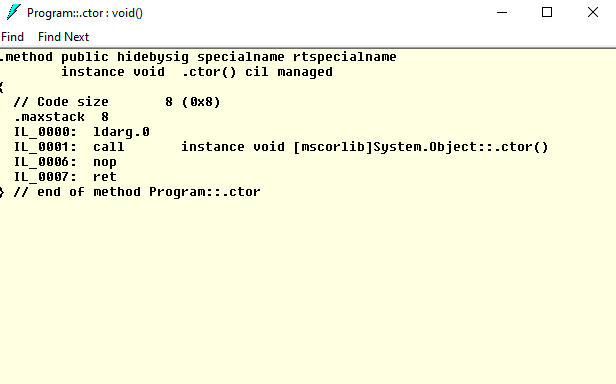 Program::.ctor : void()
Find Find Next
.method public hidebysig specialname rtspecialname
instance void .ctor() cil managed
{
// Code size 8 (0x8)
.maxstack 8
IL_0000: ldarg.0
IL_0001: call instance void [mscorlib]System.Object::.ctor()
IL_0006: nop
IL_0007: ret
} // end of method Program::.ctor